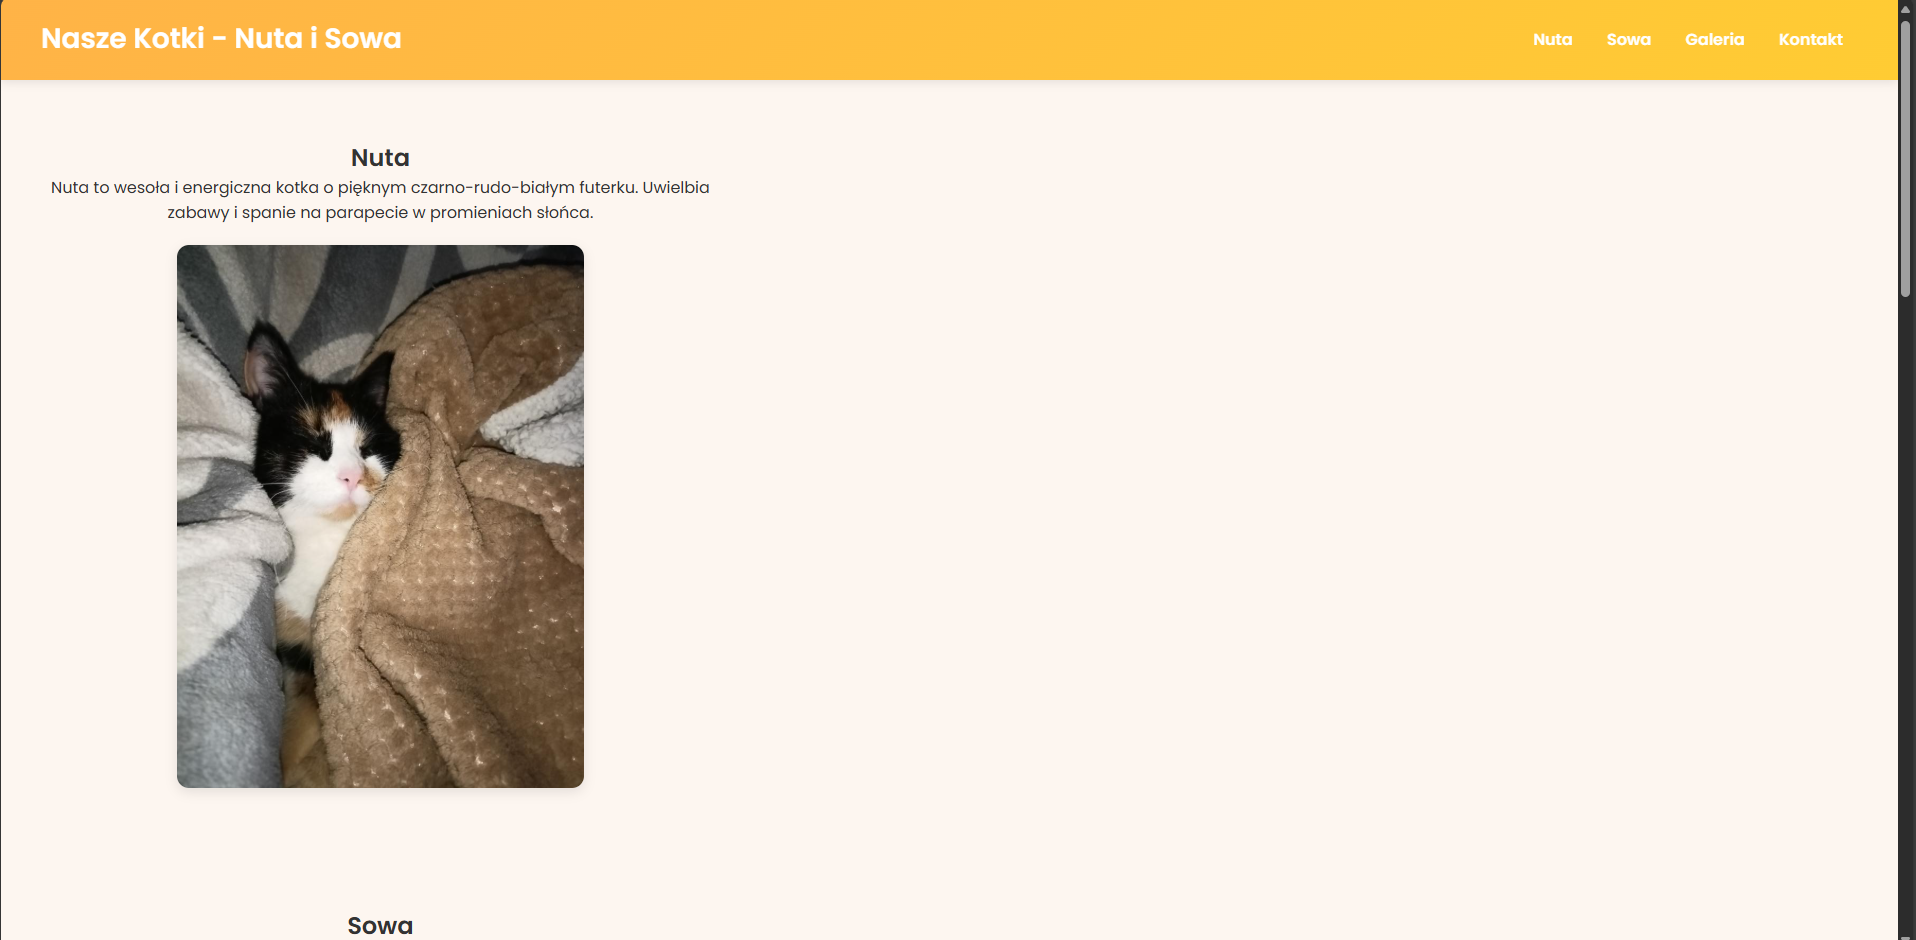 Nasze Kotki - Nuta i Sowa
Nuta Sowa Galeria Kontakt
Nuta
Nuta to wesoła i energiczna kotka o pięknym czarno-rudo-białym futerku. Uwielbia
zabawy i spanie na parapecie w promieniach słońca.
Sowa